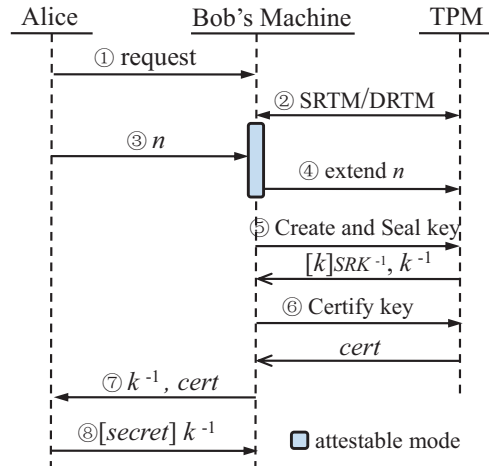 Alice Bob's Machine TPM
① request
② SRTM/DRTM
③ n
④ extend n
⑤ Create and Seal key
[k]SRK⁻¹, k⁻¹
⑥ Certify key
cert
⑦ k⁻¹, cert
⑧[secret] k⁻¹
attestable mode